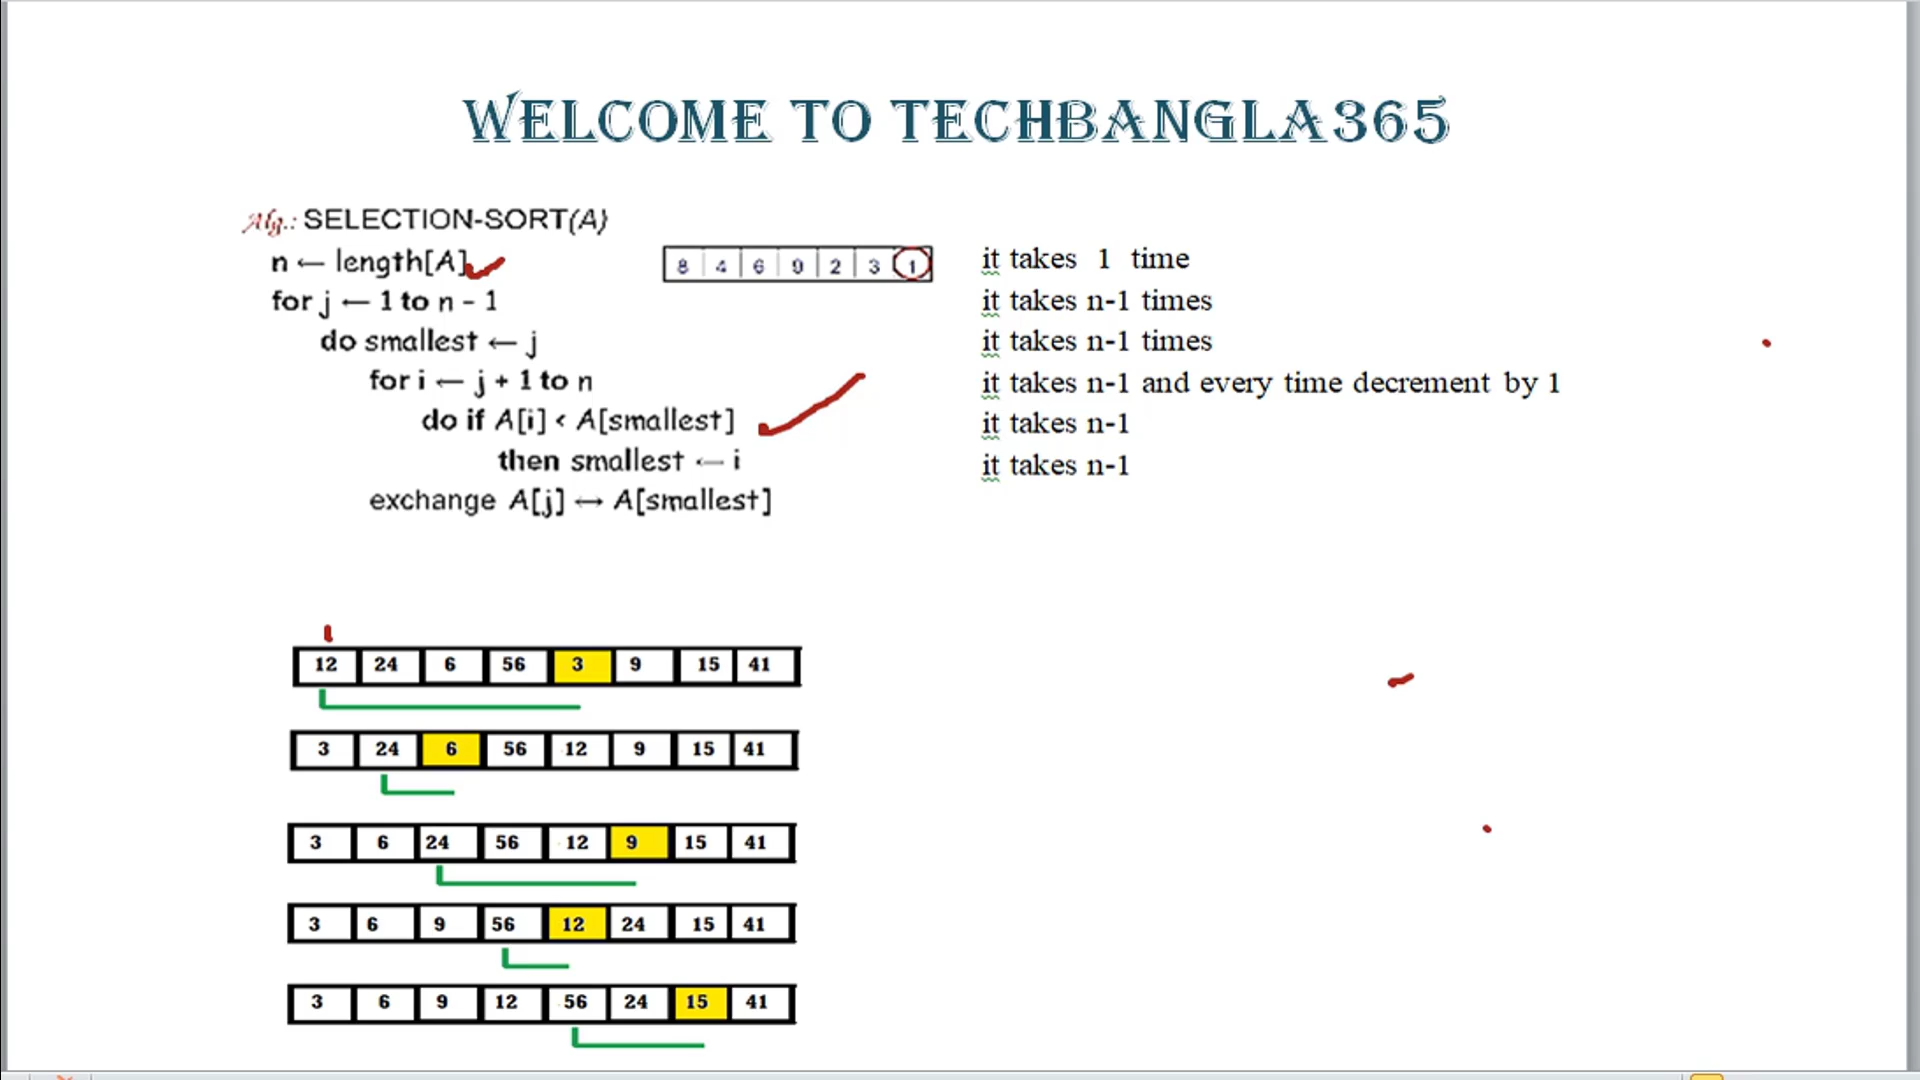 WELCOME TO TECHBANGLA365
Alg.: SELECTION-SORT(A)
n ← length[A]
8 4 6 9 2 3 1
it takes 1 time
for j ← 1 to n - 1
it takes n-1 times
do smallest ← j
it takes n-1 times
for i ← j + 1 to n
it takes n-1 and every time decrement by 1
do if A[i] < A[smallest]
it takes n-1
then smallest ← i
it takes n-1
exchange A[j] ↔ A[smallest]
12 24 6 56 3 9 15 41
3 24 6 56 12 9 15 41
3 6 24 56 12 9 15 41
3 6 9 56 12 24 15 41
3 6 9 12 56 24 15 41